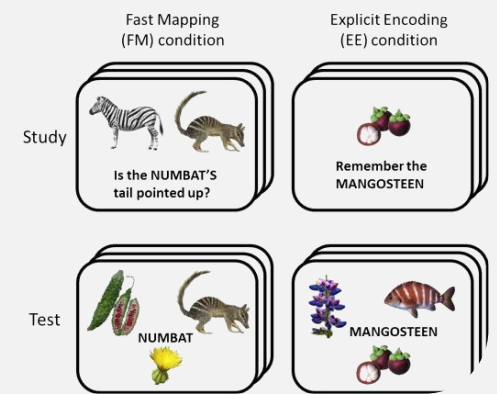 Fast Mapping
(FM) condition
Explicit Encoding
(EE) condition
Study
Is the NUMBAT'S
tail pointed up?
Remember the
MANGOSTEEN
Test
NUMBAT
MANGOSTEEN